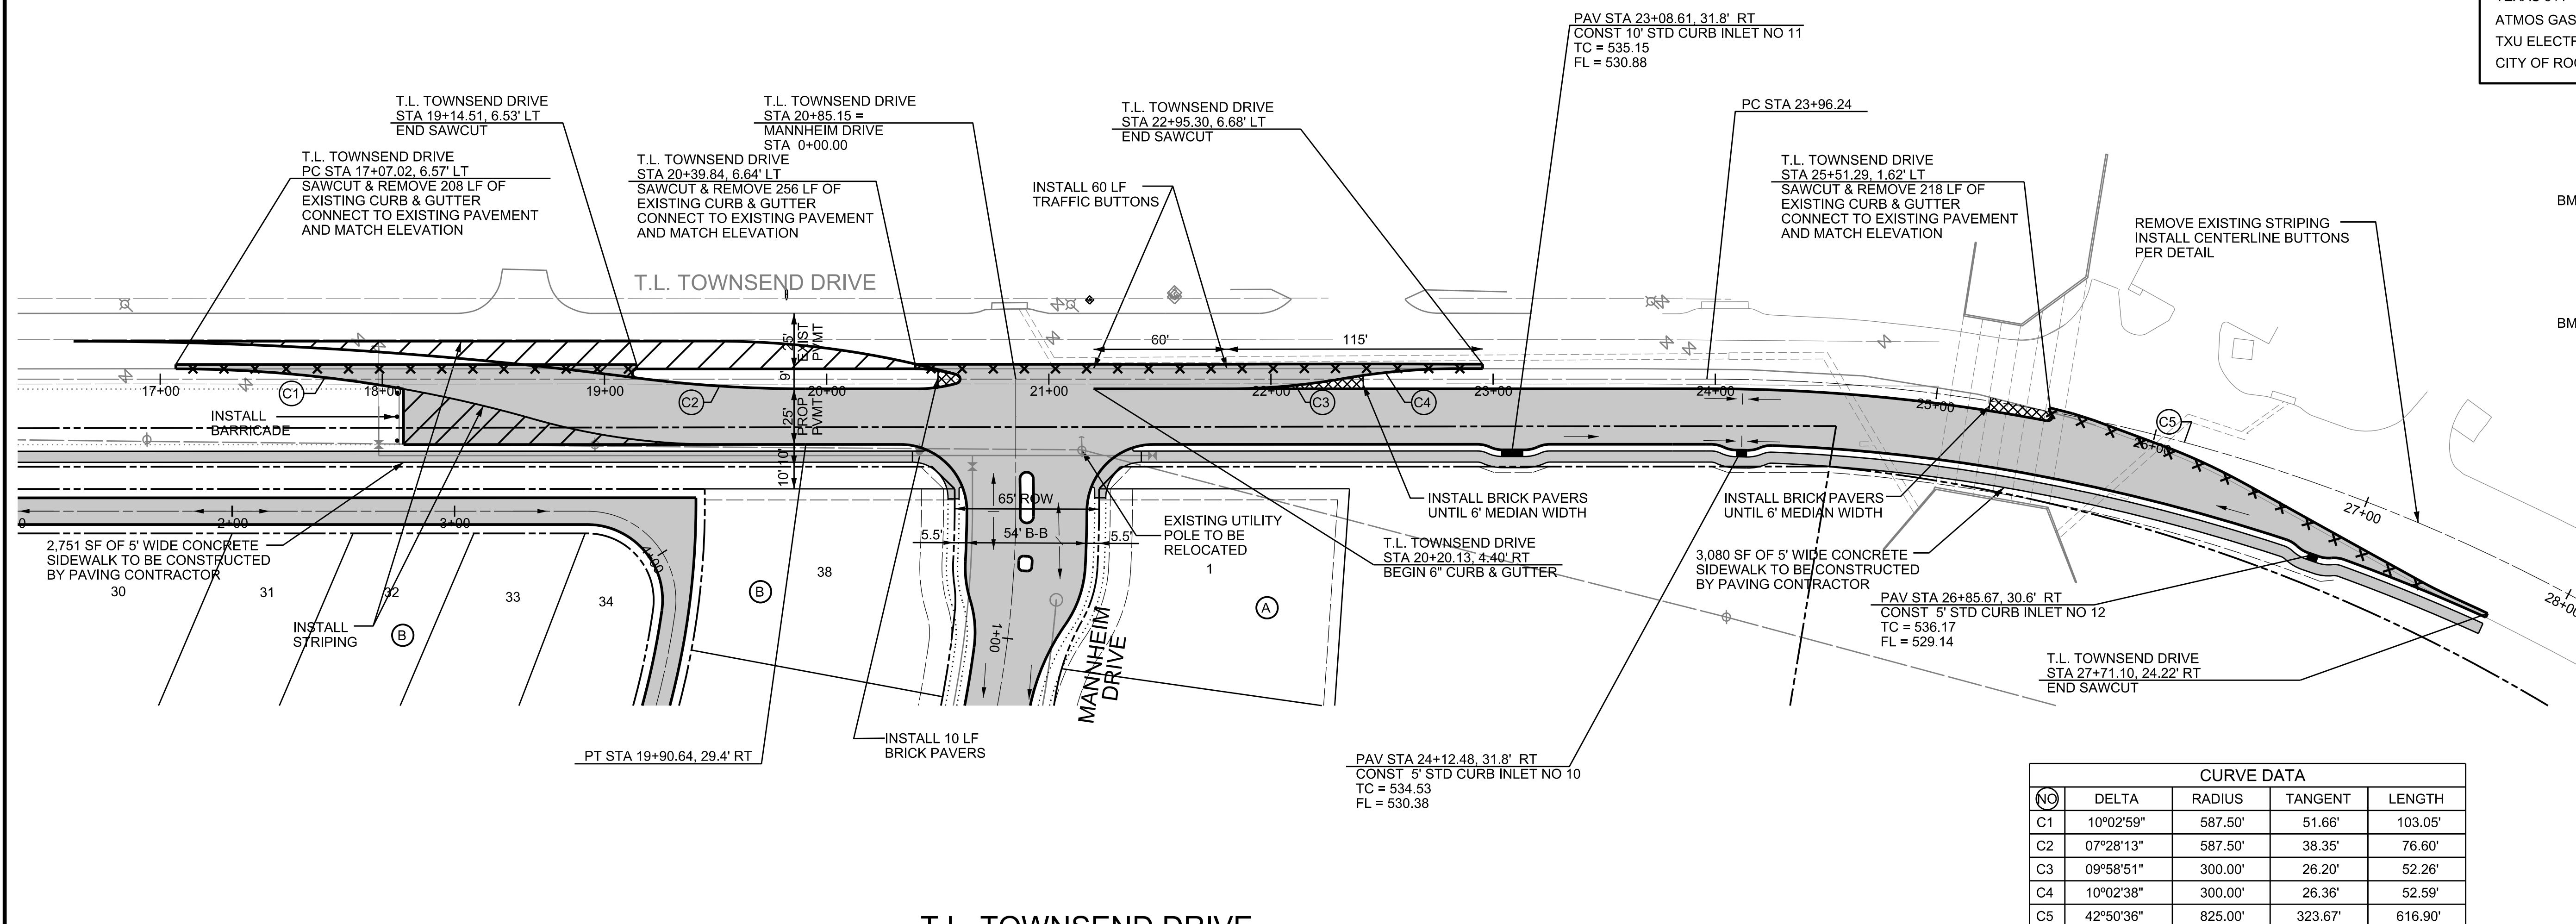 ATMOS GAS
CITY OF
BM
BM
PAV STA 23+08.61, 31.8' RT
CONST 10' STD CURB INLET NO 11
TC = 535.15
FL = 530.88
T.L. TOWNSEND DRIVE
STA 19+14.51, 6.53' LT
END SAWCUT
T.L. TOWNSEND DRIVE
STA 20+85.15 =
MANNHEIM DRIVE
STA 0+00.00
T.L. TOWNSEND DRIVE
STA 22+95.30, 6.68' LT
END SAWCUT
PC STA 23+96.24
T.L. TOWNSEND DRIVE
PC STA 17+07.02, 6.57' LT
SAWCUT & REMOVE 208 LF OF
EXISTING CURB & GUTTER
CONNECT TO EXISTING PAVEMENT
AND MATCH ELEVATION
T.L. TOWNSEND DRIVE
STA 20+39.84, 6.64' LT
SAWCUT & REMOVE 256 LF OF
EXISTING CURB & GUTTER
CONNECT TO EXISTING PAVEMENT
AND MATCH ELEVATION
INSTALL 60 LF
TRAFFIC BUTTONS
T.L. TOWNSEND DRIVE
STA 25+51.29, 1.62' LT
SAWCUT & REMOVE 218 LF OF
EXISTING CURB & GUTTER
CONNECT TO EXISTING PAVEMENT
AND MATCH ELEVATION
REMOVE EXISTING STRIPING
INSTALL CENTERLINE BUTTONS
PER DETAIL
T.L. TOWNSEND DRIVE
25'
EXIST
PVMT
9'
25'
PROP
PVMT
10'
10'
60'
115'
17+00
18+00
19+00
20+00
21+00
22+00
23+00
24+00
25+00
26+00
27+00
28+00
C1
C2
C3
C4
C5
INSTALL
BARRICADE
65' ROW
5.5'
54' B-B
5.5'
EXISTING UTILITY
POLE TO BE
RELOCATED
INSTALL BRICK PAVERS
UNTIL 6' MEDIAN WIDTH
INSTALL BRICK PAVERS
UNTIL 6' MEDIAN WIDTH
0
2+00
3+00
4+00
1+00
2,751 SF OF 5' WIDE CONCRETE
SIDEWALK TO BE CONSTRUCTED
BY PAVING CONTRACTOR
T.L. TOWNSEND DRIVE
STA 20+20.13, 4.40' RT
BEGIN 6" CURB & GUTTER
3,080 SF OF 5' WIDE CONCRETE
SIDEWALK TO BE CONSTRUCTED
BY PAVING CONTRACTOR
30
31
32
33
34
38
1
B
B
A
INSTALL
STRIPING
MANNHEIM
DRIVE
PAV STA 26+85.67, 30.6' RT
CONST 5' STD CURB INLET NO 12
TC = 536.17
FL = 529.14
T.L. TOWNSEND DRIVE
STA 27+71.10, 24.22' RT
END SAWCUT
PT STA 19+90.64, 29.4' RT
INSTALL 10 LF
BRICK PAVERS
PAV STA 24+12.48, 31.8' RT
CONST 5' STD CURB INLET NO 10
TC = 534.53
FL = 530.38
CURVE DATA
NO DELTA RADIUS TANGENT LENGTH
C1 10º02'59" 587.50' 51.66' 103.05'
C2 07º28'13" 587.50' 38.35' 76.60'
C3 09º58'51" 300.00' 26.20' 52.26'
C4 10º02'38" 300.00' 26.36' 52.59'
C5 42º50'36" 825.00' 323.67' 616.90'
T.L. TOWNSEND DRIVE